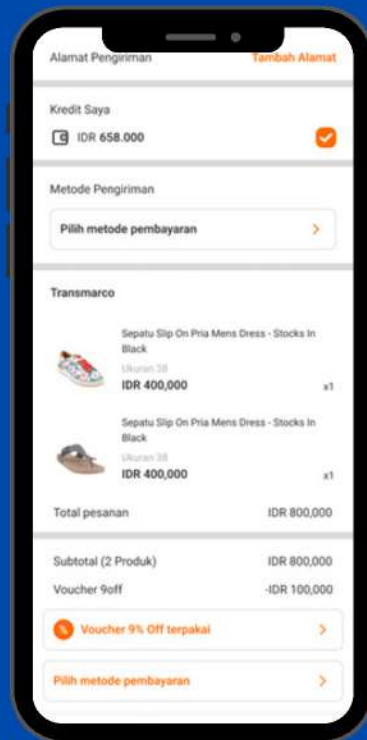 Alamat Pengiriman Tambah Alamat
Kredit Saya
IDR 658.000
Metode Pengiriman
Pilih metode pembayaran
Transmarco
Sepatu Slip On Pria Mens Dress - Stocks In
Black
Ukuran 38
IDR 400,000 x1
Sepatu Slip On Pria Mens Dress - Stocks In
Black
Ukuran 38
IDR 400,000 x1
Total pesanan IDR 800,000
Subtotal (2 Produk) IDR 800,000
Voucher 9off -IDR 100,000
% Voucher 9% Off terpakai
Pilih metode pembayaran